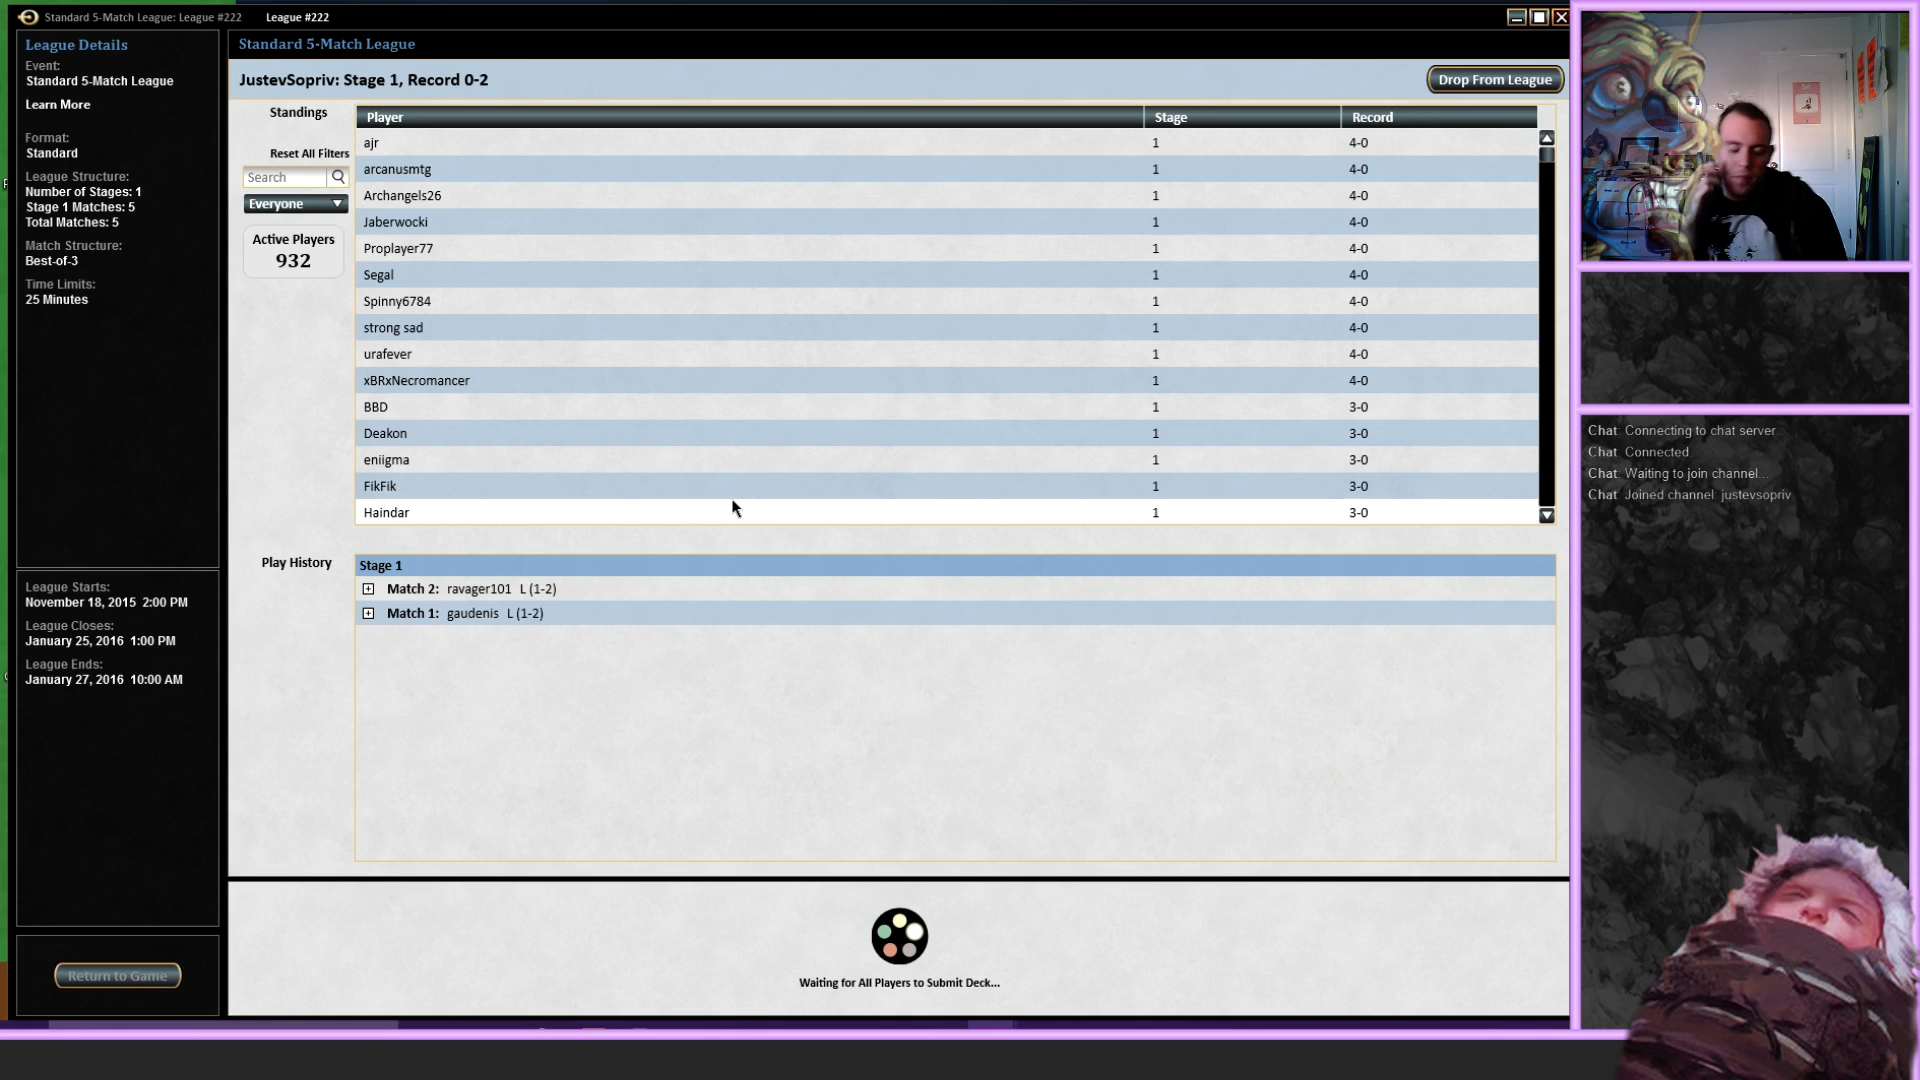 Standard 5-Match League: League #222 League #222
League Details
Event:
Standard 5-Match League
Learn More
Format:
Standard
League Structure:
Number of Stages: 1
Stage 1 Matches: 5
Total Matches: 5
Match Structure:
Best-of-3
Time Limits:
25 Minutes
League Starts:
November 18, 2015 2:00 PM
League Closes:
January 25, 2016 1:00 PM
League Ends:
January 27, 2016 10:00 AM
Return to Game
Standard 5-Match League
JustevSopriv: Stage 1, Record 0-2
Drop From League
Standings
Reset All Filters
Search
Everyone
Active Players
932
Player Stage Record
ajr 1 4-0
arcanusmtg 1 4-0
Archangels26 1 4-0
Jaberwocki 1 4-0
Proplayer77 1 4-0
Segal 1 4-0
Spinny6784 1 4-0
strong sad 1 4-0
urafever 1 4-0
xBRxNecromancer 1 4-0
BBD 1 3-0
Deakon 1 3-0
eniigma 1 3-0
FikFik 1 3-0
Haindar 1 3-0
Play History
Stage 1
Match 2: ravager101 L (1-2)
Match 1: gaudenis L (1-2)
Waiting for All Players to Submit Deck...
Chat: Connecting to chat server..
Chat: Connected
Chat: Waiting to join channel...
Chat: Joined channel justevsopriv